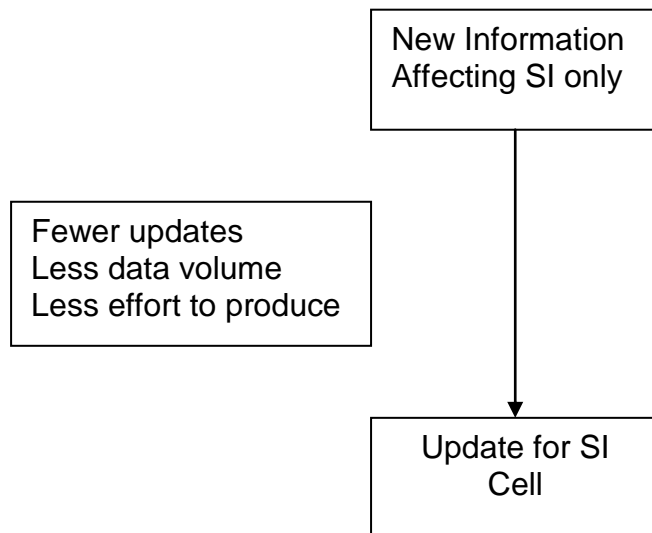 New Information
Affecting SI only
Fewer updates
Less data volume
Less effort to produce
Update for SI
Cell